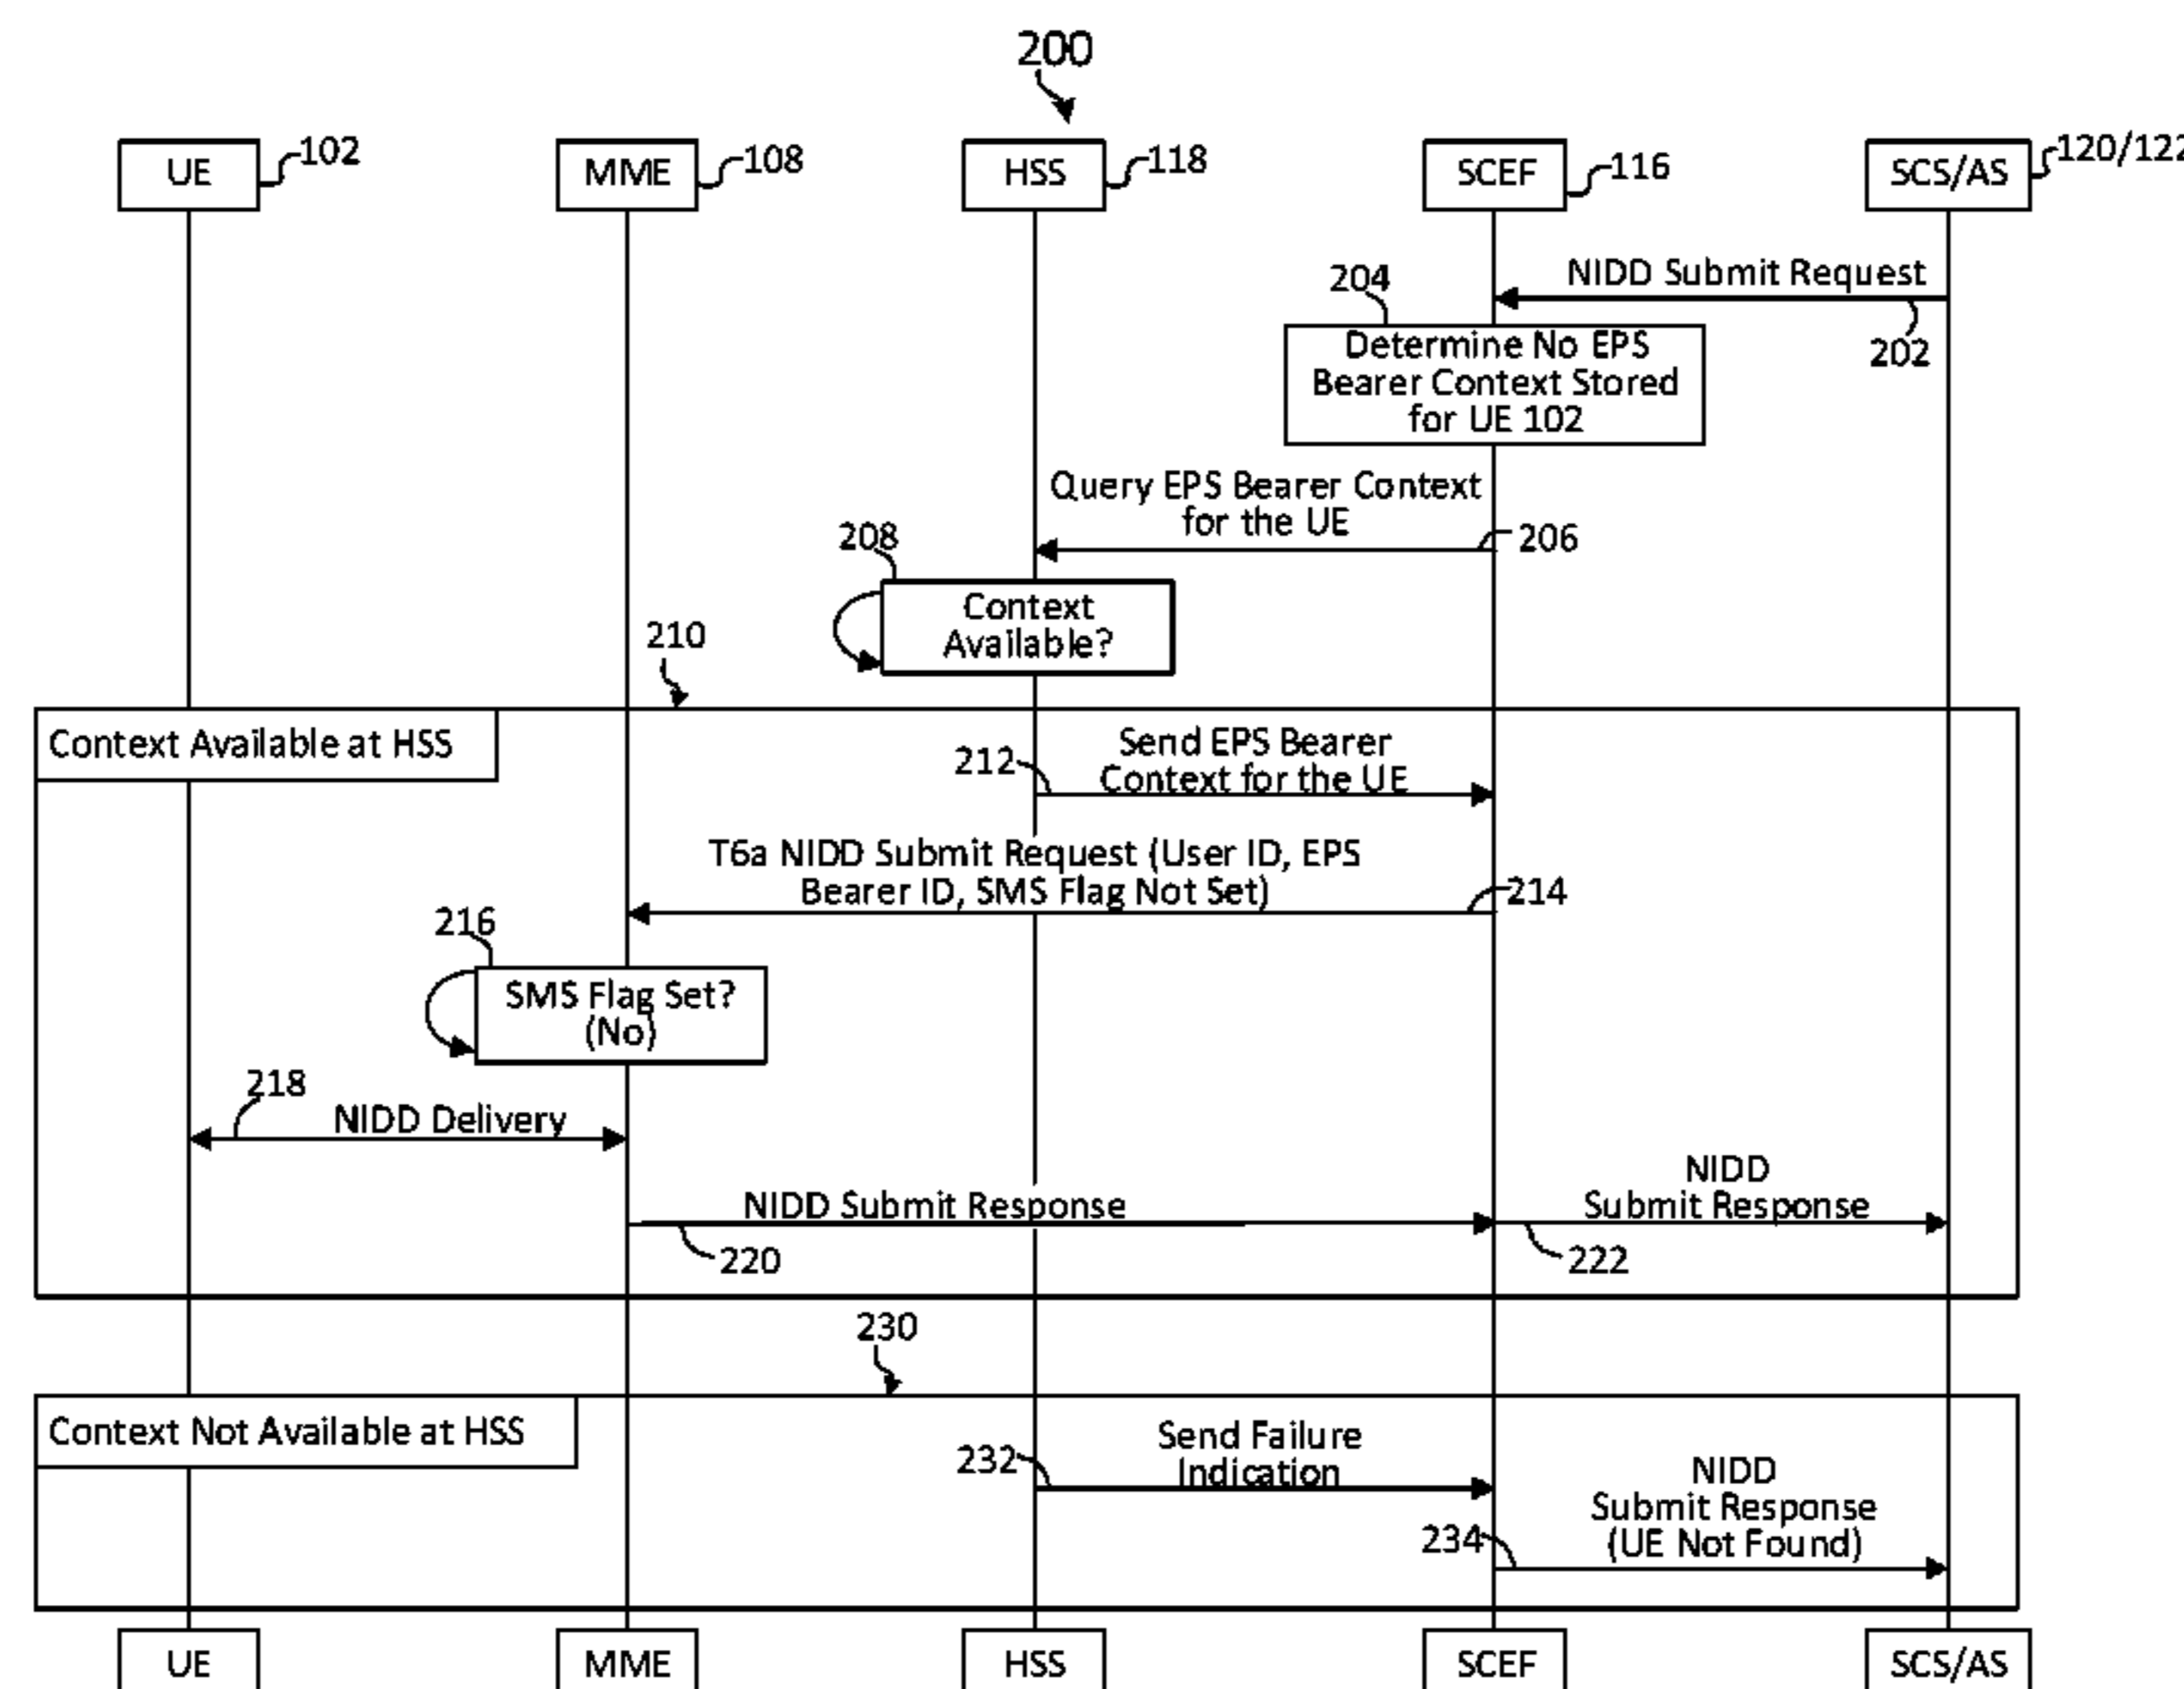 200
UE
102
MME
108
HSS
118
SCEF
116
SCS/AS
120/122
NIDD Submit Request
202
204
Determine No EPS
Bearer Context Stored
for UE 102
Query EPS Bearer Context
for the UE
206
208
Context
Available?
210
Context Available at HSS
212
Send EPS Bearer
Context for the UE
T6a NIDD Submit Request (User ID, EPS
Bearer ID, SMS Flag Not Set)
214
216
SMS Flag Set?
(No)
218
NIDD Delivery
NIDD Submit Response
220
NIDD
Submit Response
222
230
Context Not Available at HSS
232
Send Failure
Indication
234
NIDD
Submit Response
(UE Not Found)
UE
MME
HSS
SCEF
SCS/AS